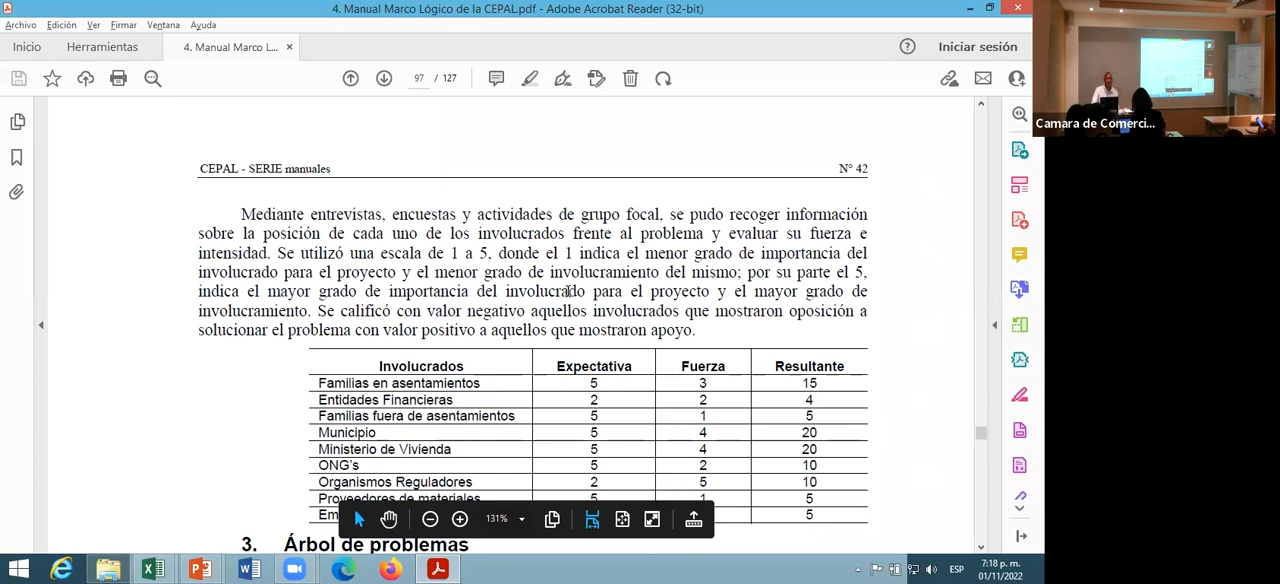 4. Manual Marco Lógico de la CEPAL.pdf - Adobe Acrobat Reader (32-bit)
Archivo Edición Ver Firmar Ventana Ayuda
Inicio Herramientas 4. Manual Marco L... × Iniciar sesión
97 / 127
Camara de Comerci...
CEPAL - SERIE manuales N° 42
Mediante entrevistas, encuestas y actividades de grupo focal, se pudo recoger información
sobre la posición de cada uno de los involucrados frente al problema y evaluar su fuerza e
intensidad. Se utilizó una escala de 1 a 5, donde el 1 indica el menor grado de importancia del
involucrado para el proyecto y el menor grado de involucramiento del mismo; por su parte el 5,
indica el mayor grado de importancia del involucrado para el proyecto y el mayor grado de
involucramiento. Se calificó con valor negativo aquellos involucrados que mostraron oposición a
solucionar el problema con valor positivo a aquellos que mostraron apoyo.
Involucrados Expectativa Fuerza Resultante
Familias en asentamientos 5 3 15
Entidades Financieras 2 2 4
Familias fuera de asentamientos 5 1 5
Municipio 5 4 20
Ministerio de Vivienda 5 4 20
ONG's 5 2 10
Organismos Reguladores 2 5 10
Proveedores de materiales 5 1 5
Em 5
131%
3. Árbol de problemas
ESP
7:18 p. m.
01/11/2022